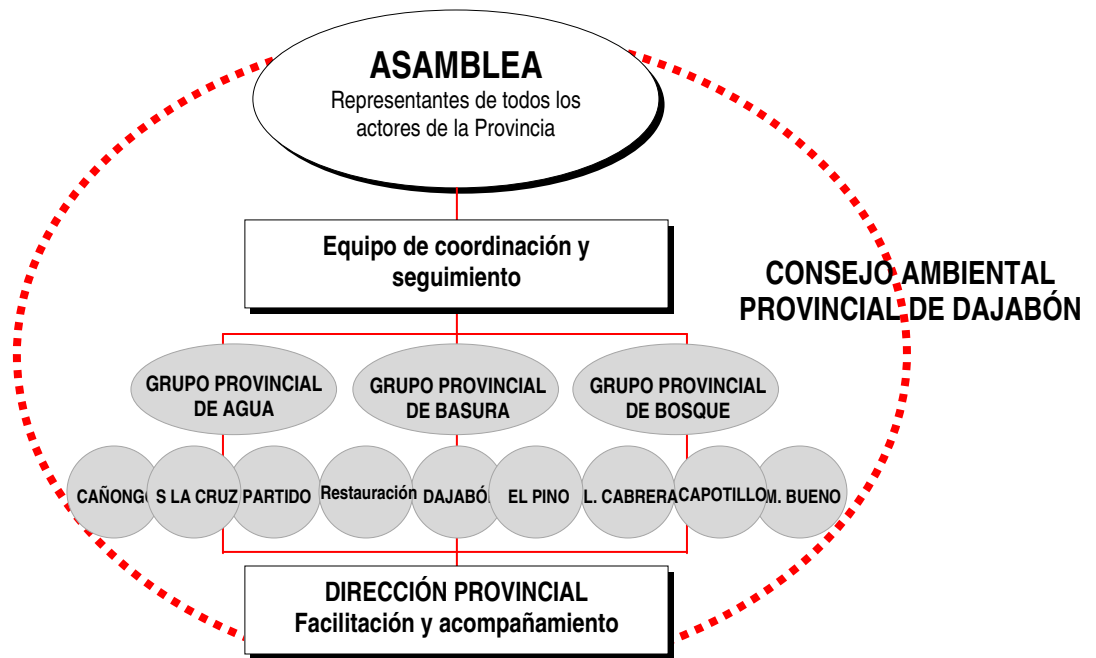 ASAMBLEA
Representantes de todos los
actores de la Provincia
Equipo de coordinación y
seguimiento
CONSEJO AMBIENTAL
PROVINCIAL DE DAJABÓN
GRUPO PROVINCIAL
DE AGUA
GRUPO PROVINCIAL
DE BASURA
GRUPO PROVINCIAL
DE BOSQUE
CAÑONGO
S LA CRUZ
PARTIDO
Restauración
DAJABÓN
EL PINO
L. CABRERA
CAPOTILLO
M. BUENO
DIRECCIÓN PROVINCIAL
Facilitación y acompañamiento